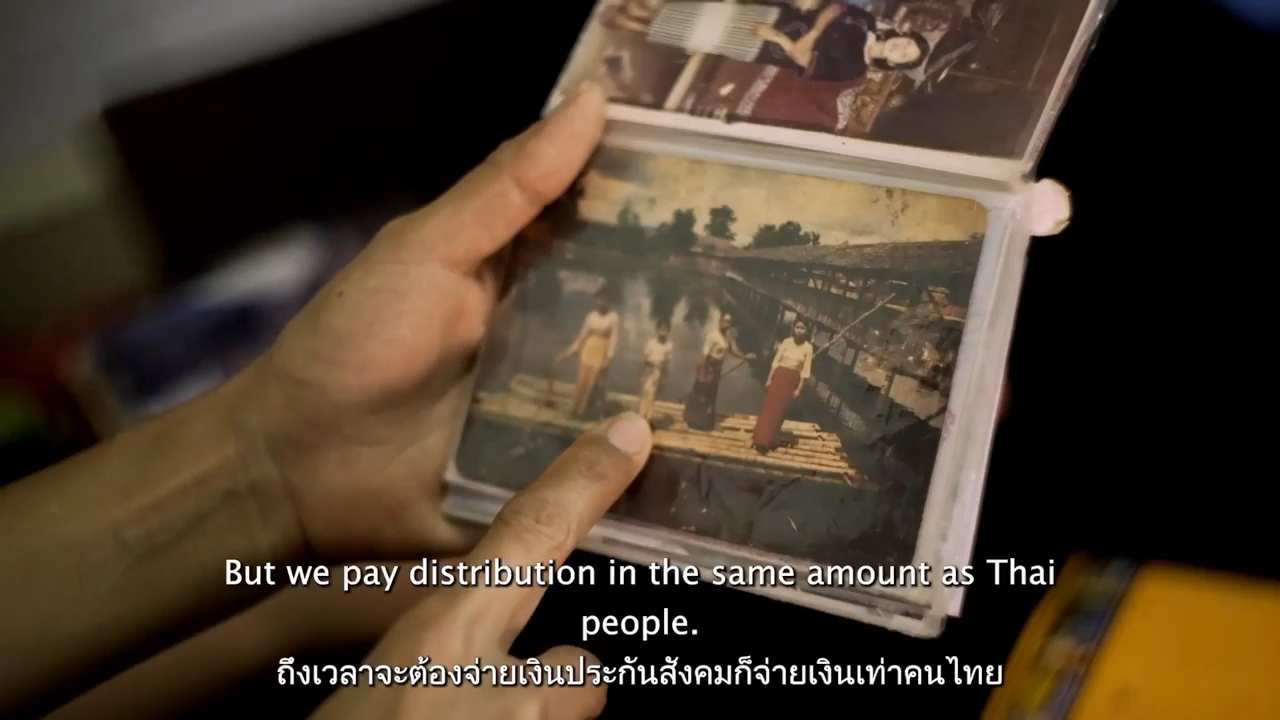 But we pay distribution in the same amount as Thai
people.
ถึงเวลาจะต้องจ่ายเงินประกันสังคมก็จ่ายเงินเท่าคนไทย